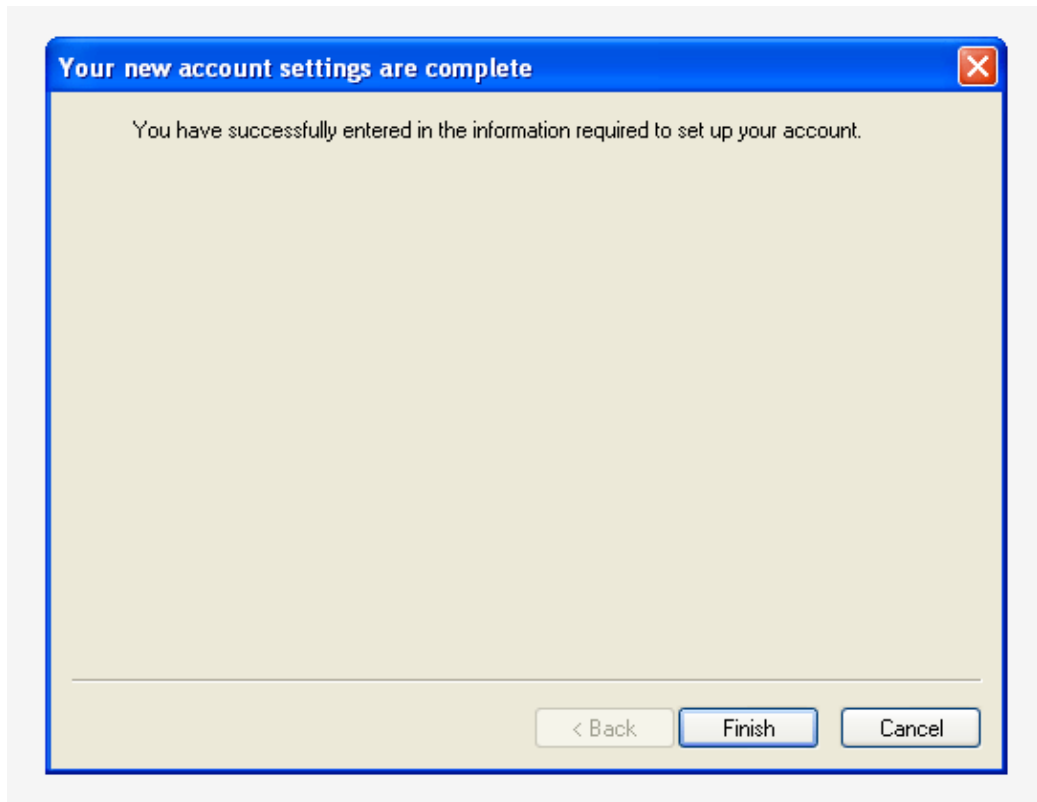 Your new account settings are complete
You have successfully entered in the information required to set up your account.
< Back
Finish
Cancel